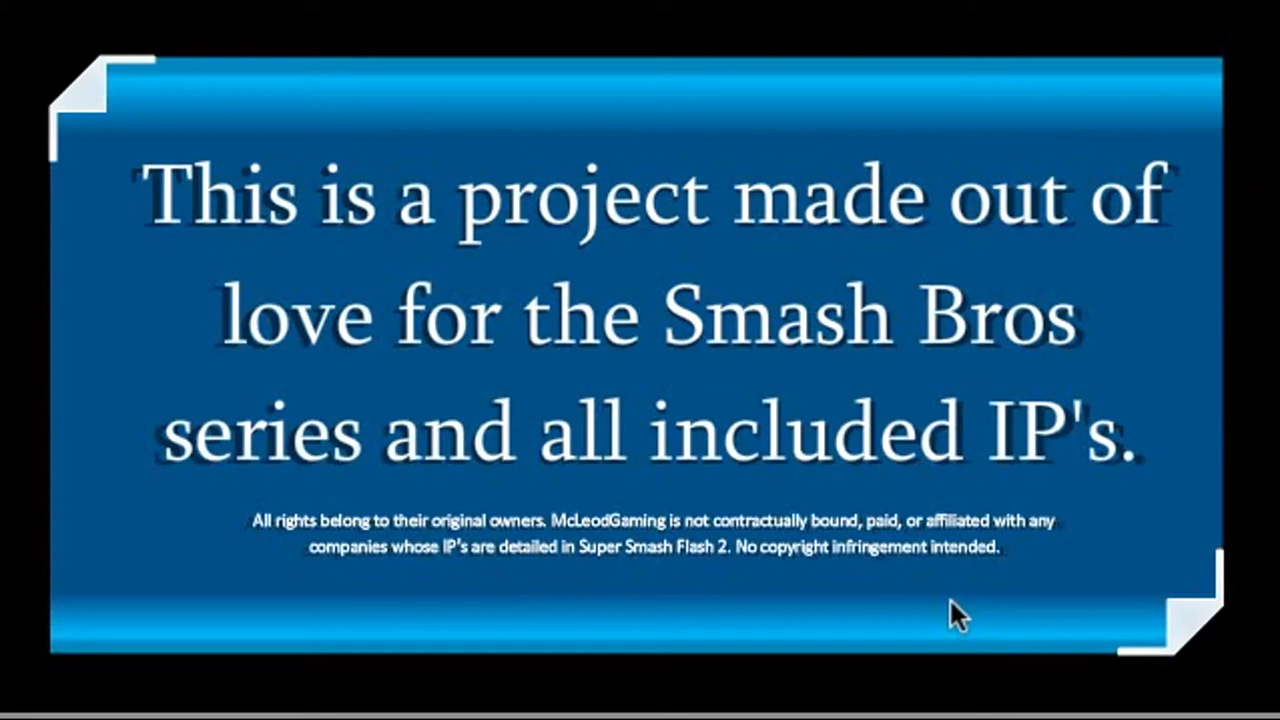 This is a project made out of
love for the Smash Bros
series and all included IP's.
All rights belong to their original owners. McLeodGaming is not contractually bound, paid, or affiliated with any
companies whose IP's are detailed in Super Smash Flash 2. No copyright infringement intended.